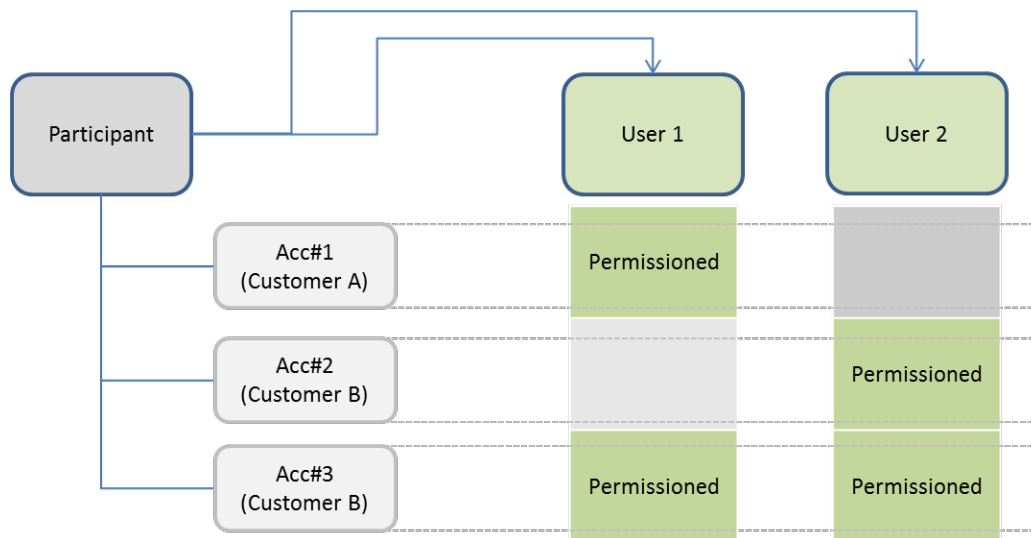 Participant
User 1
User 2
Acc#1
(Customer A)
Permissioned
Acc#2
(Customer B)
Permissioned
Acc#3
(Customer B)
Permissioned
Permissioned